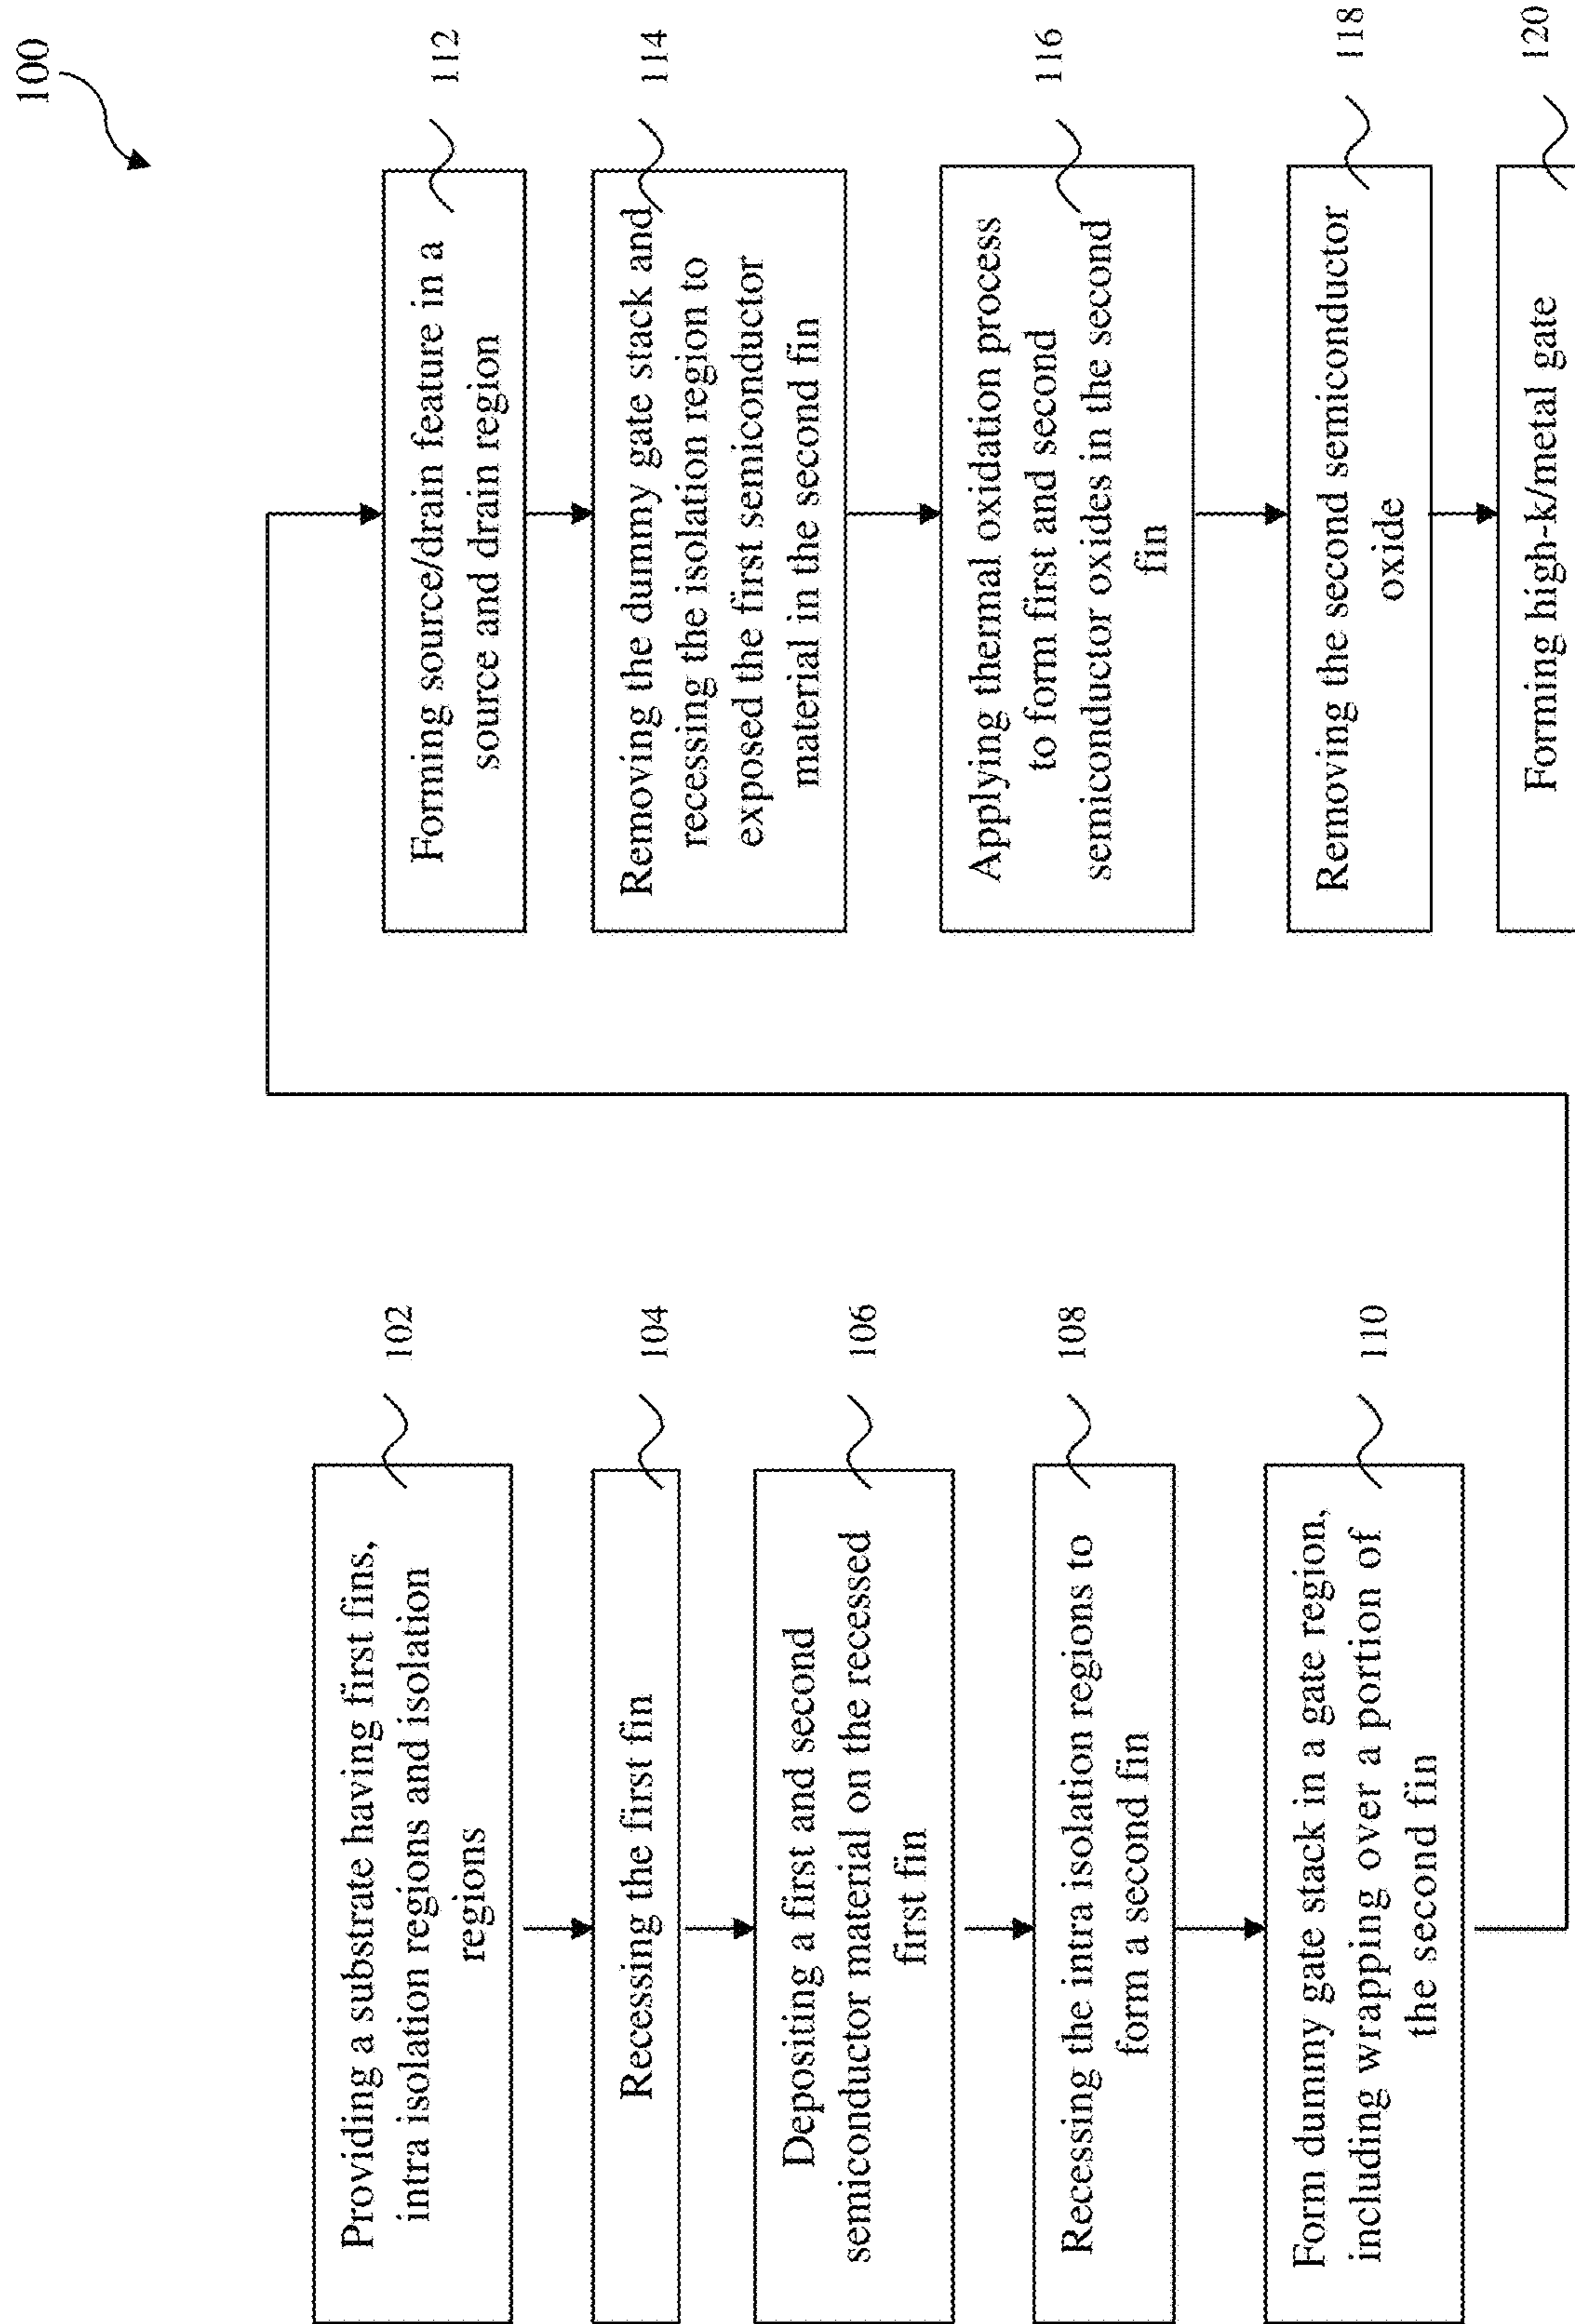 100
Providing a substrate having first fins,
intra isolation regions and isolation
regions
102
Recessing the first fin
104
Depositing a first and second
semiconductor material on the recessed
first fin
106
Recessing the intra isolation regions to
form a second fin
108
Form dummy gate stack in a gate region,
including wrapping over a portion of
the second fin
110
Forming source/drain feature in a
source and drain region
112
Removing the dummy gate stack and
recessing the isolation region to
exposed the first semiconductor
material in the second fin
114
Applying thermal oxidation process
to form first and second
semiconductor oxides in the second
fin
116
Removing the second semiconductor
oxide
118
Forming high-k/metal gate
120